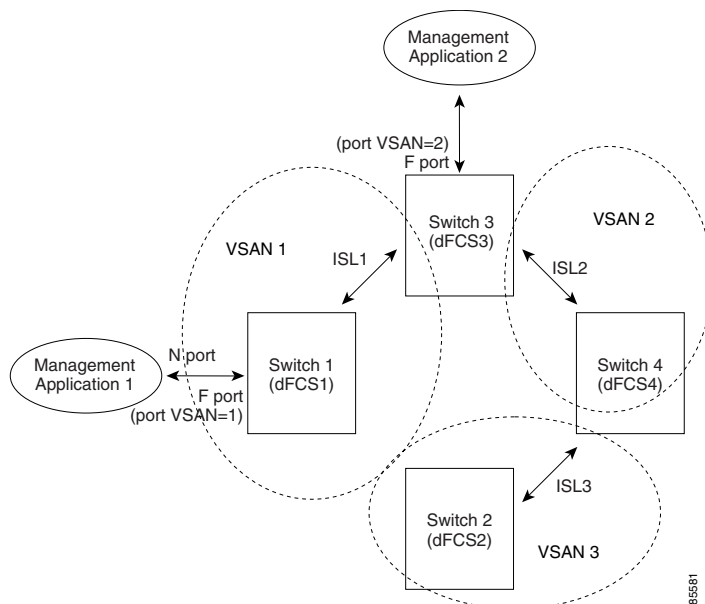 Management
Application 2
(port VSAN=2)
F port
Switch 3
(dFCS3)
VSAN 2
VSAN 1
ISL1
ISL2
Management
Application 1
N port
F port
(port VSAN=1)
Switch 1
(dFCS1)
Switch 4
(dFCS4)
ISL3
Switch 2
(dFCS2)
VSAN 3
85581